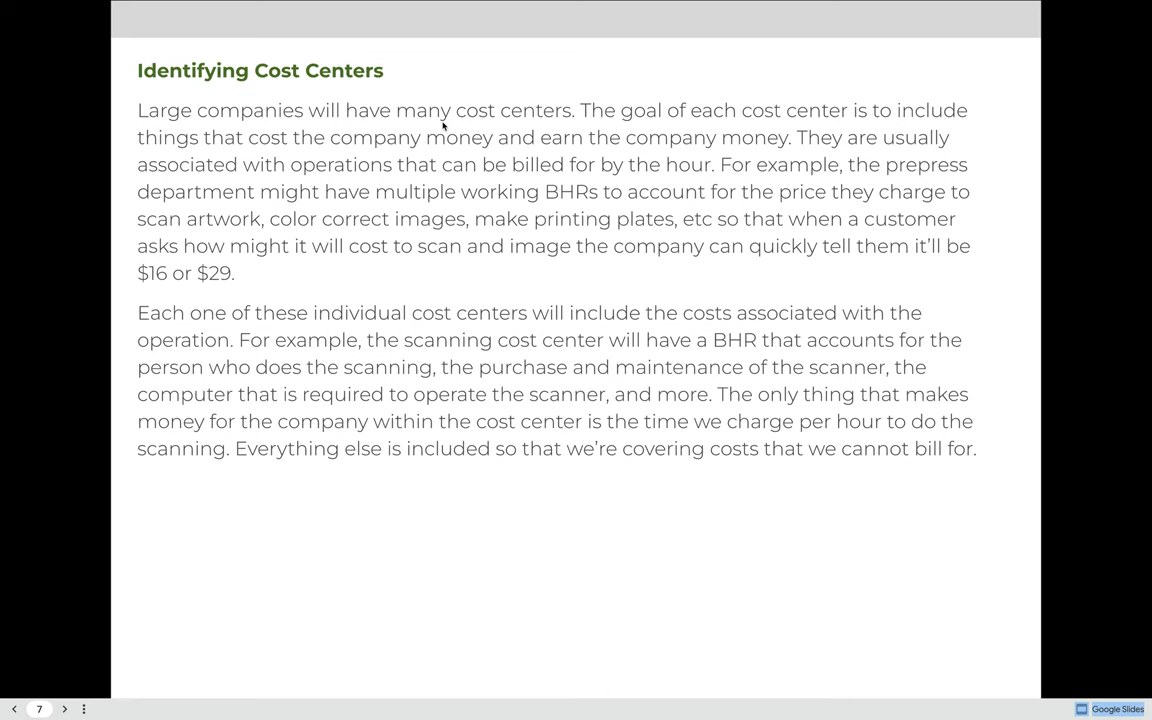 Identifying Cost Centers
Large companies will have many cost centers. The goal of each cost center is to include
things that cost the company money and earn the company money. They are usually
associated with operations that can be billed for by the hour. For example, the prepress
department might have multiple working BHRs to account for the price they charge to
scan artwork, color correct images, make printing plates, etc so that when a customer
asks how might it will cost to scan and image the company can quickly tell them it’ll be
$16 or $29.
Each one of these individual cost centers will include the costs associated with the
operation. For example, the scanning cost center will have a BHR that accounts for the
person who does the scanning, the purchase and maintenance of the scanner, the
computer that is required to operate the scanner, and more. The only thing that makes
money for the company within the cost center is the time we charge per hour to do the
scanning. Everything else is included so that we’re covering costs that we cannot bill for.
7
Google Slides